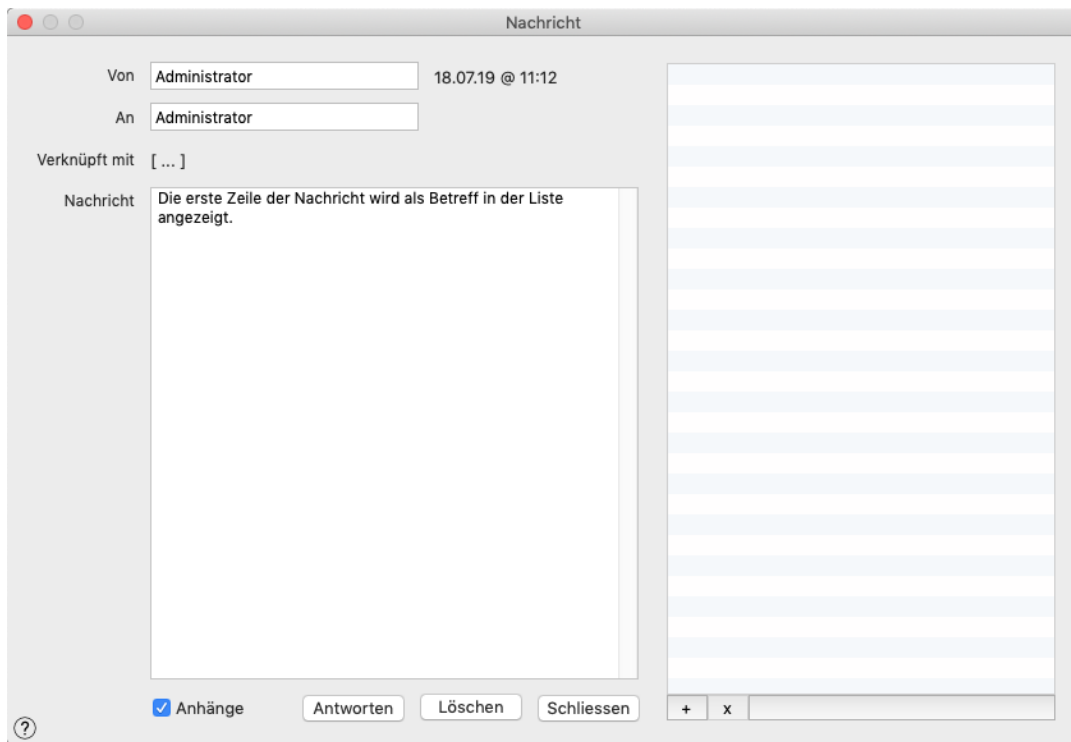 Nachricht
Von Administrator 18.07.19 @ 11:12
An Administrator
Verknüpft mit [ ... ]
Nachricht Die erste Zeile der Nachricht wird als Betreff in der Liste
angezeigt.
Anhänge Antworten Löschen Schliessen + x
?